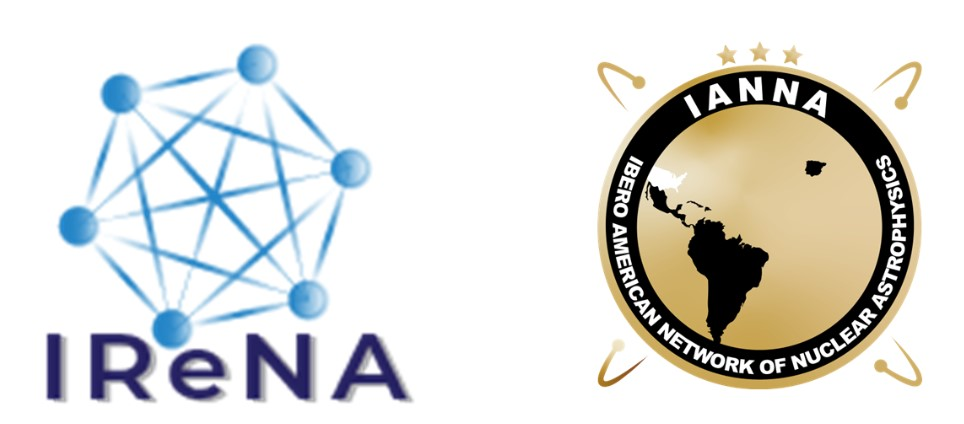 IReNA
IANNA
IBERO AMERICAN NETWORK OF NUCLEAR ASTROPHYSICS